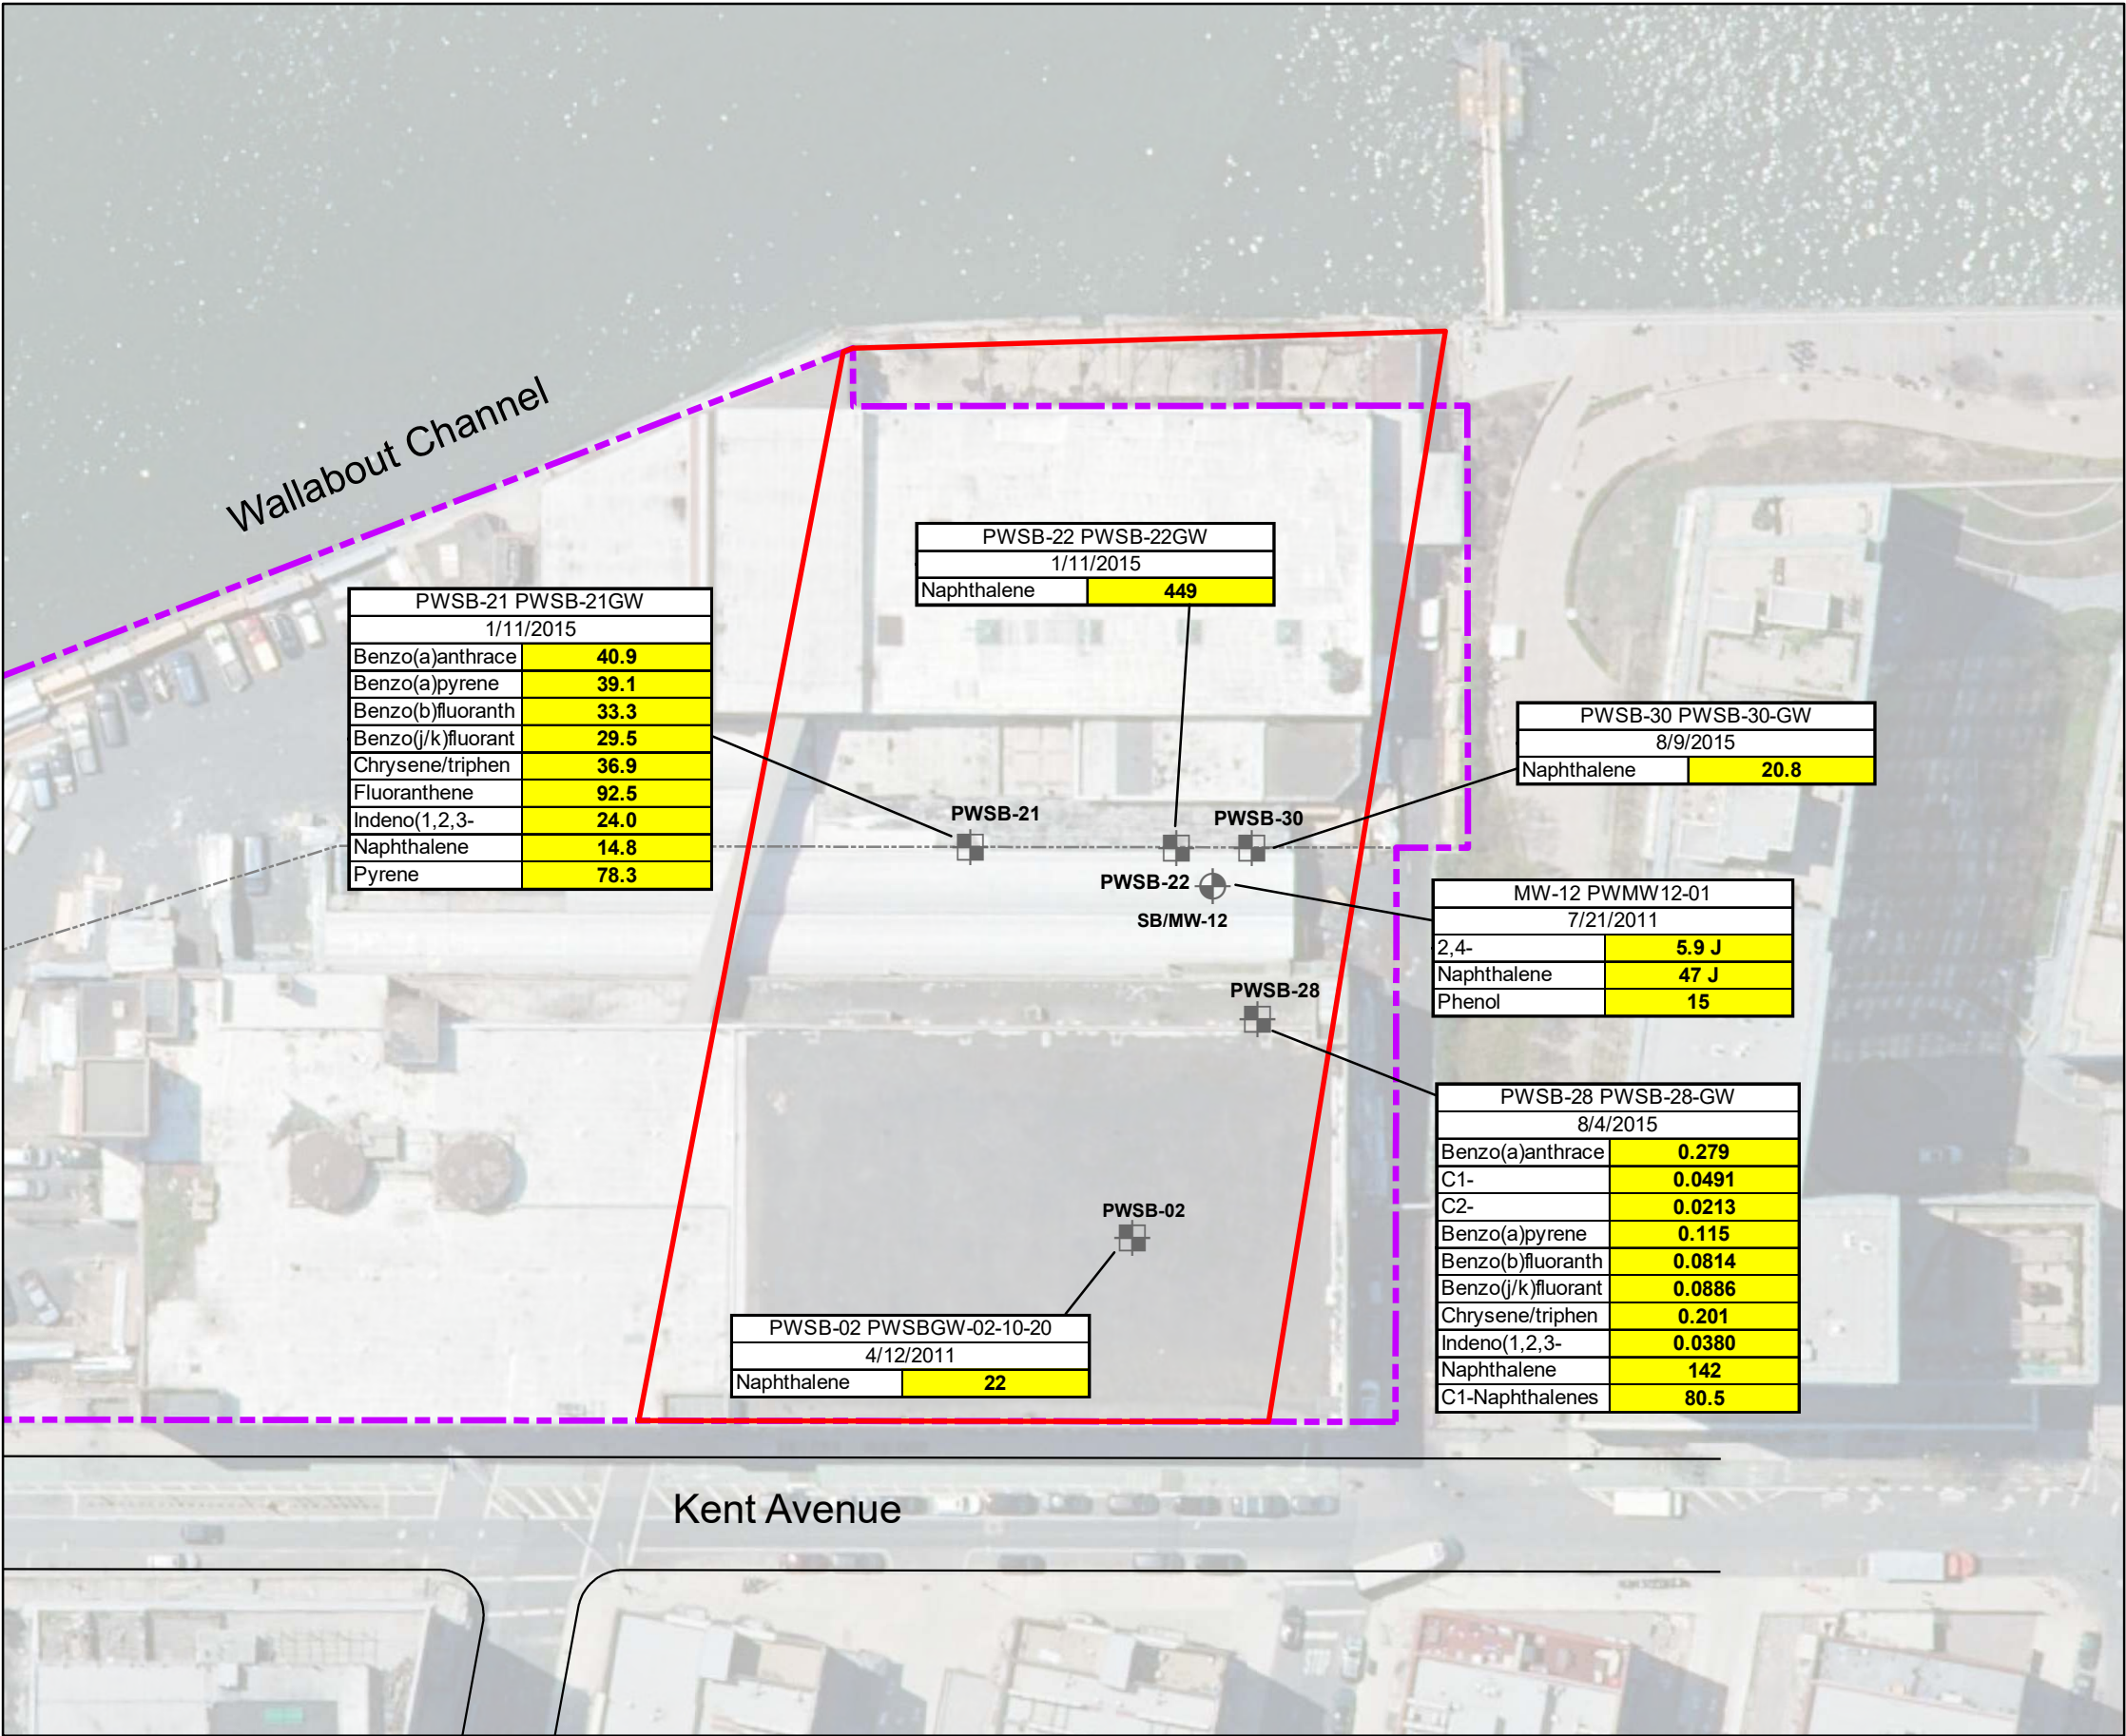 Wallabout Channel
PWSB-22 PWSB-22GW
1/11/2015
Naphthalene 449
PWSB-21 PWSB-21GW
1/11/2015
Benzo(a)anthrace 40.9
Benzo(a)pyrene 39.1
Benzo(b)fluoranth 33.3
Benzo(j/k)fluorant 29.5
Chrysene/triphen 36.9
Fluoranthene 92.5
Indeno(1,2,3- 24.0
Naphthalene 14.8
Pyrene 78.3
PWSB-30 PWSB-30-GW
8/9/2015
Naphthalene 20.8
PWSB-21
PWSB-30
PWSB-22
SB/MW-12
MW-12 PWMW12-01
7/21/2011
2,4- 5.9 J
Naphthalene 47 J
Phenol 15
PWSB-28
PWSB-28 PWSB-28-GW
8/4/2015
Benzo(a)anthrace 0.279
C1- 0.0491
C2- 0.0213
Benzo(a)pyrene 0.115
Benzo(b)fluoranth 0.0814
Benzo(j/k)fluorant 0.0886
Chrysene/triphen 0.201
Indeno(1,2,3- 0.0380
Naphthalene 142
C1-Naphthalenes 80.5
PWSB-02
PWSB-02 PWSBGW-02-10-20
4/12/2011
Naphthalene 22
Kent Avenue